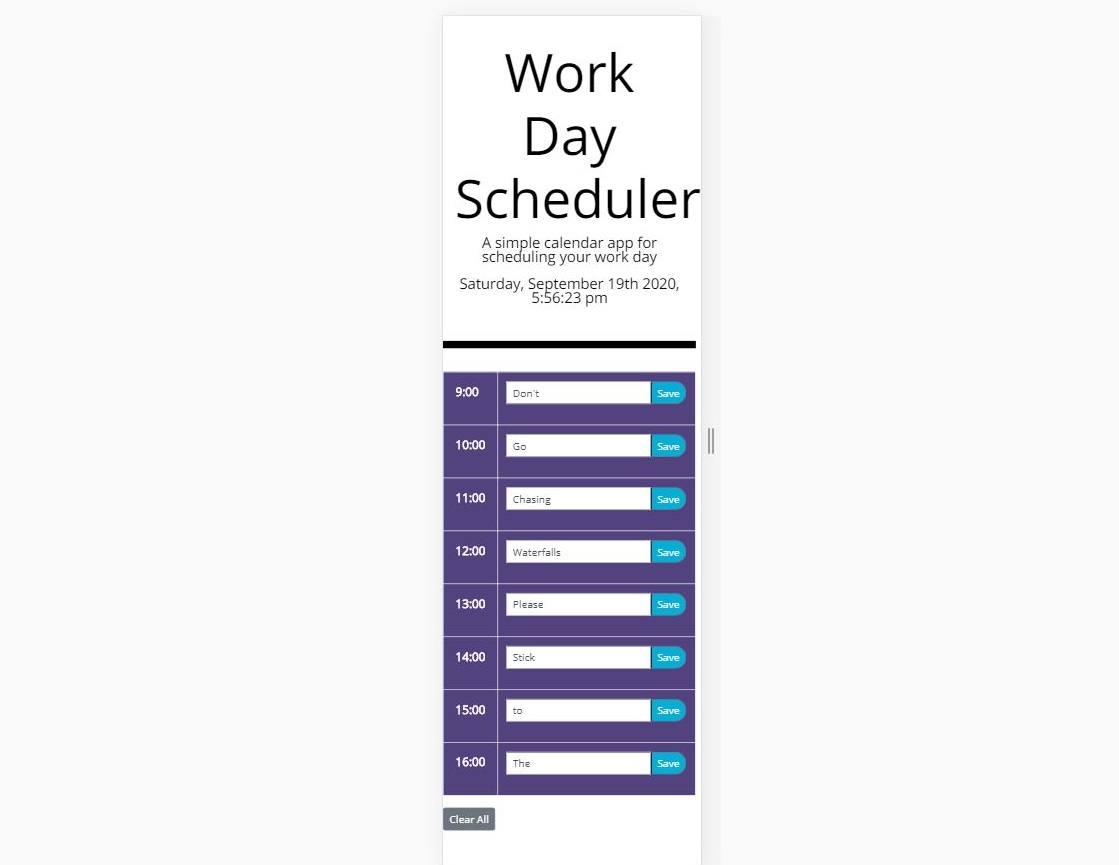 Work
Day
Scheduler
A simple calendar app for
scheduling your work day
Saturday, September 19th 2020,
5:56:23 pm
9:00 Don't Save
10:00 Go Save
11:00 Chasing Save
12:00 Waterfalls Save
13:00 Please Save
14:00 Stick Save
15:00 to Save
16:00 The Save
Clear All